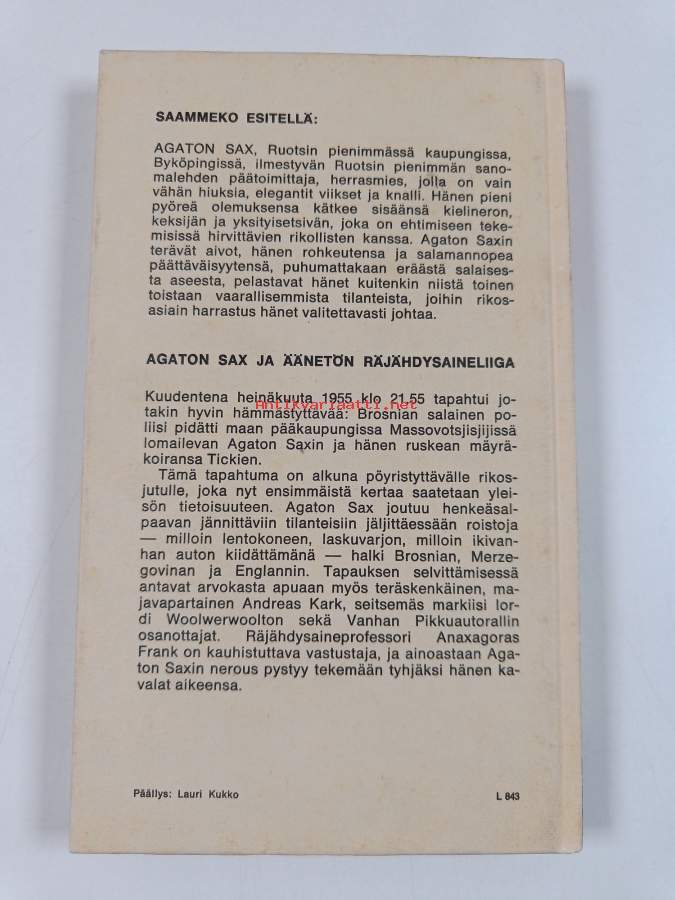 SAAMMEKO ESITELLÄ:
AGATON SAX, Ruotsin pienimmässä kaupungissa,
Byköpingissä, ilmestyvän Ruotsin pienimmän sano-
malehden päätoimittaja, herrasmies, jolla on vain
vähän hiuksia, elegantit viikset ja knalli. Hänen pieni
pyöreä olemuksensa kätkee sisäänsä kielineron,
keksijän ja yksityisetsivän, joka on ehtimiseen teke-
misissä hirvittävien rikollisten kanssa. Agaton Saxin
terävät aivot, hänen rohkeutensa ja salamannopea
päättäväisyytensä, puhumattakaan eräästä salaises-
ta aseesta, pelastavat hänet kuitenkin niistä toinen
toistaan vaarallisemmista tilanteista, joihin rikos-
asiain harrastus hänet valitettavasti johtaa.
AGATON SAX JA ÄÄNETÖN RÄJÄHDYSAINELIIGA
Kuudentena heinäkuuta 1955 klo 21.55 tapahtui jo-
Antikvariaatti.net
takin hyvin hämmästyttävää: Brosnian salainen po-
liisi pidätti maan pääkaupungissa Massovotsjisjijissä
lomailevan Agaton Saxin ja hänen ruskean mäyrä-
koiransa Tickien.
Tämä tapahtuma on alkuna pöyristyttävälle rikos-
jutulle, joka nyt ensimmäistä kertaa saatetaan ylei-
sön tietoisuuteen. Agaton Sax joutuu henkeäsal-
paavan jännittäviin tilanteisiin jäljittäessään roistoja
— milloin lentokoneen, laskuvarjon, milloin ikivan-
han auton kiidättämänä — halki Brosnian, Merze-
govinan ja Englannin. Tapauksen selvittämisessä
antavat arvokasta apuaan myös teräskenkäinen, ma-
javapartainen Andreas Kark, seitsemäs markiisi lor-
di Woolwerwoolton sekä Vanhan Pikkuautorallin
osanottajat. Räjähdysaineprofessori Anaxagoras
Frank on kauhistuttava vastustaja, ja ainoastaan Aga-
ton Saxin nerous pystyy tekemään tyhjäksi hänen ka-
valat aikeensa.
Päällys: Lauri Kukko
L 843